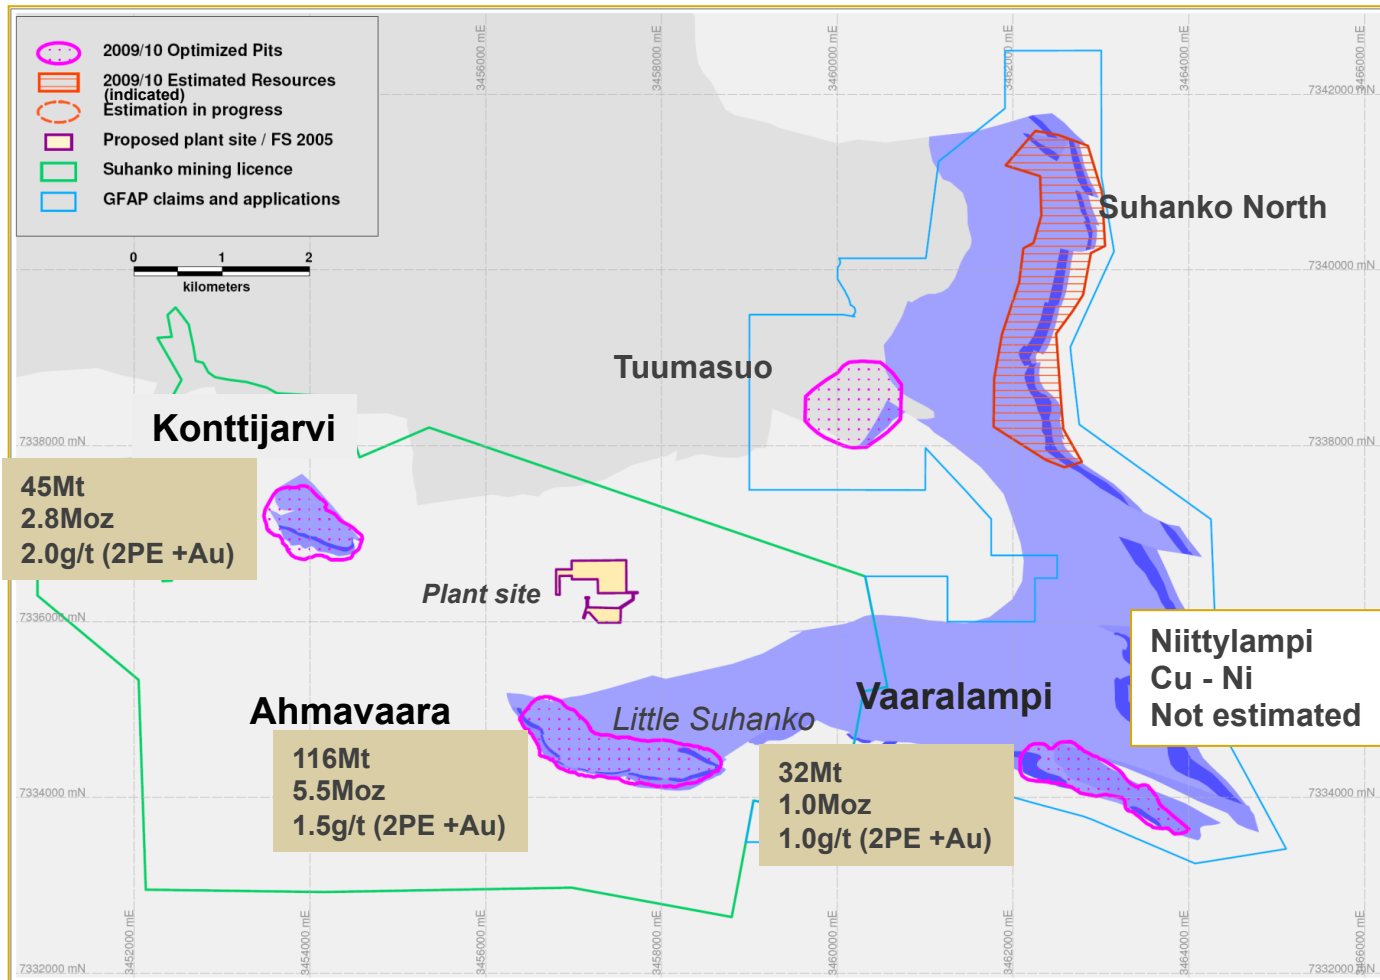 2009/10 Optimized Pits
2009/10 Estimated Resources
(indicated)
Estimation in progress
Proposed plant site / FS 2005
Suhanko mining licence
GFAP claims and applications
0 1 2
kilometers
3456000 mE
3458000 mE
3460000 mE
3462000 mE
3464000 mE
3466000 mE
7342000 mN
Suhanko North
7340000 mN
Tuumasuo
Konttijarvi
7338000 mN
7338000 mN
45Mt
2.8Moz
2.0g/t (2PE +Au)
Plant site
7336000 mN
Niittylampi
Cu - Ni
Not estimated
Ahmavaara
Little Suhanko
Vaaralampi
116Mt
5.5Moz
1.5g/t (2PE +Au)
32Mt
1.0Moz
1.0g/t (2PE +Au)
7334000 mN
7334000 mN
3452000 mE
3454000 mE
3456000 mE
3458000 mE
3460000 mE
3462000 mE
3464000 mE
3466000 mE
7332000 mN
7332000 mN